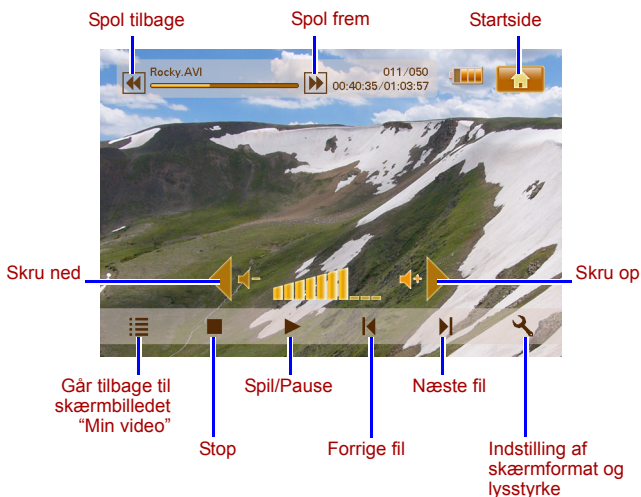 Spol tilbage
Spol frem
Startside
Rocky.AVI
011/050
00:40:35/01:03:57
Skru ned
Skru op
Går tilbage til
skærmbilledet
“Min video”
Spil/Pause
Næste fil
Stop
Forrige fil
Indstilling af
skærmformat og
lysstyrke